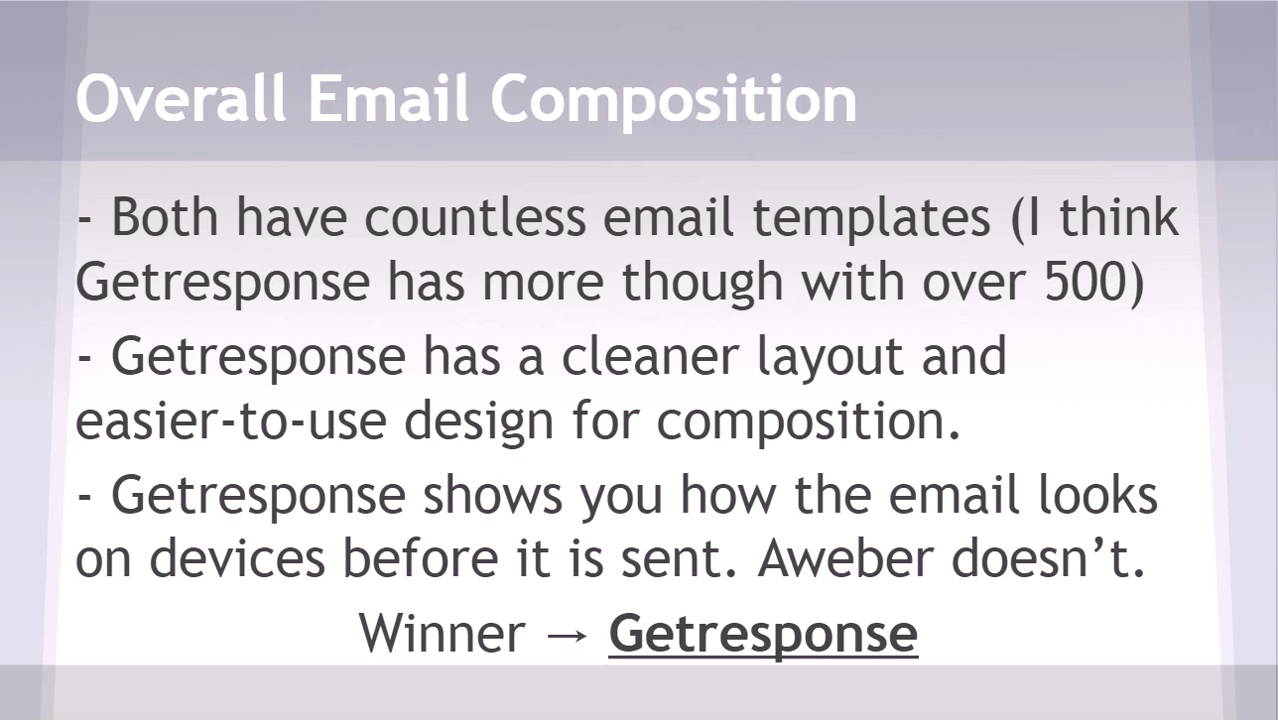 Overall Email Composition
- Both have countless email templates (I think
Getresponse has more though with over 500)
- Getresponse has a cleaner layout and
easier-to-use design for composition.
- Getresponse shows you how the email looks
on devices before it is sent. Aweber doesn’t.
Winner → Getresponse